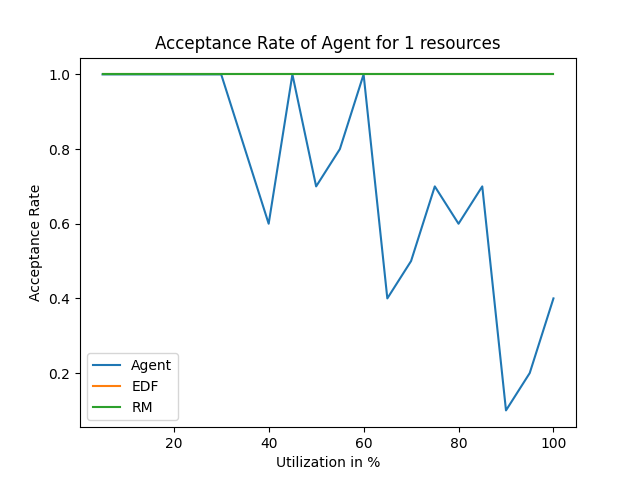 Acceptance Rate of Agent for 1 resources
1.0
0.8
0.6
0.4
0.2
Acceptance Rate
Agent
EDF
RM
20 40 60 80 100
Utilization in %